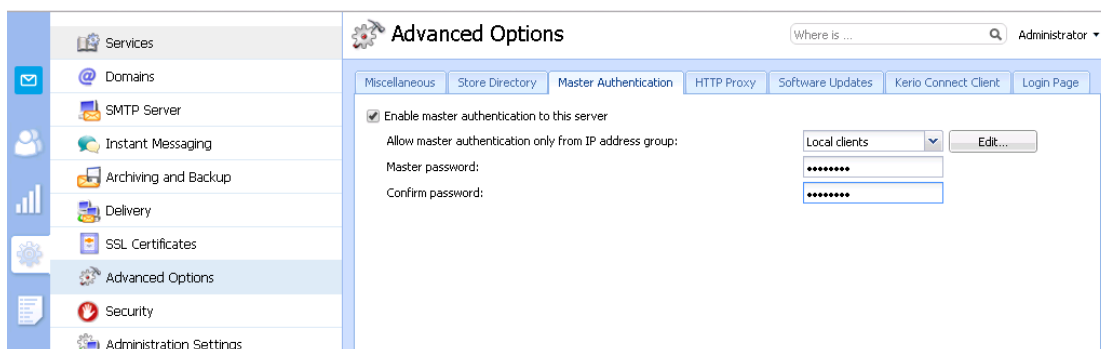 Services
Domains
SMTP Server
Instant Messaging
Archiving and Backup
Delivery
SSL Certificates
Advanced Options
Security
Administration Settings
Advanced Options
Where is ...
Administrator
Miscellaneous Store Directory Master Authentication HTTP Proxy Software Updates Kerio Connect Client Login Page
Enable master authentication to this server
Allow master authentication only from IP address group: Local clients Edit...
Master password: ••••••••
Confirm password: ••••••••